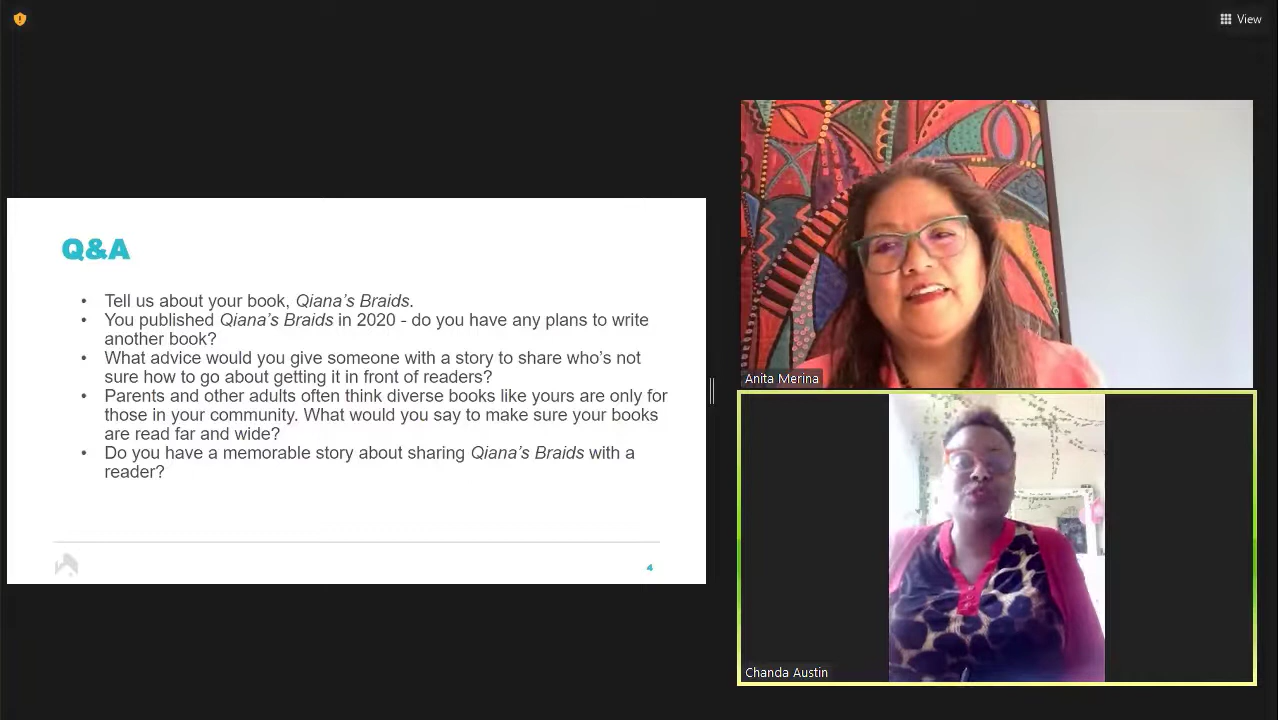 View
Q&A
• Tell us about your book, Qiana’s Braids.
• You published Qiana’s Braids in 2020 - do you have any plans to write
another book?
• What advice would you give someone with a story to share who’s not
sure how to go about getting it in front of readers?
• Parents and other adults often think diverse books like yours are only for
those in your community. What would you say to make sure your books
are read far and wide?
• Do you have a memorable story about sharing Qiana’s Braids with a
reader?
4
Anita Merina
Chanda Austin